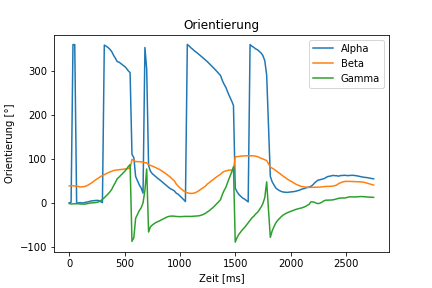 Orientierung
Orientierung [°]
300
200
100
0
−100
Alpha
Beta
Gamma
0
500
1000
1500
2000
2500
Zeit [ms]